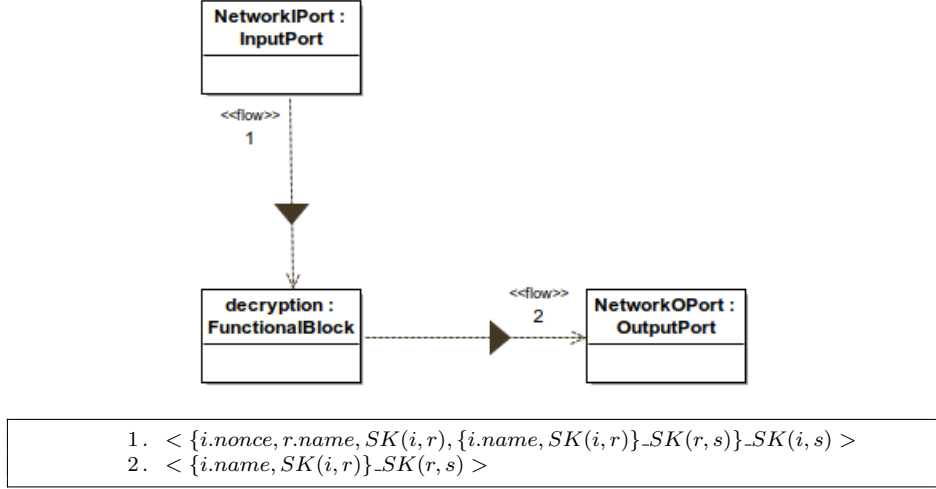 NetworkIPort :
InputPort
<<flow>>
1
decryption :
FunctionalBlock
<<flow>>
2
NetworkOPort :
OutputPort
1. < {i.nonce, r.name, SK(i, r), {i.name, SK(i, r)}_SK(r, s)}_SK(i, s) >
2. < {i.name, SK(i, r)}_SK(r, s) >